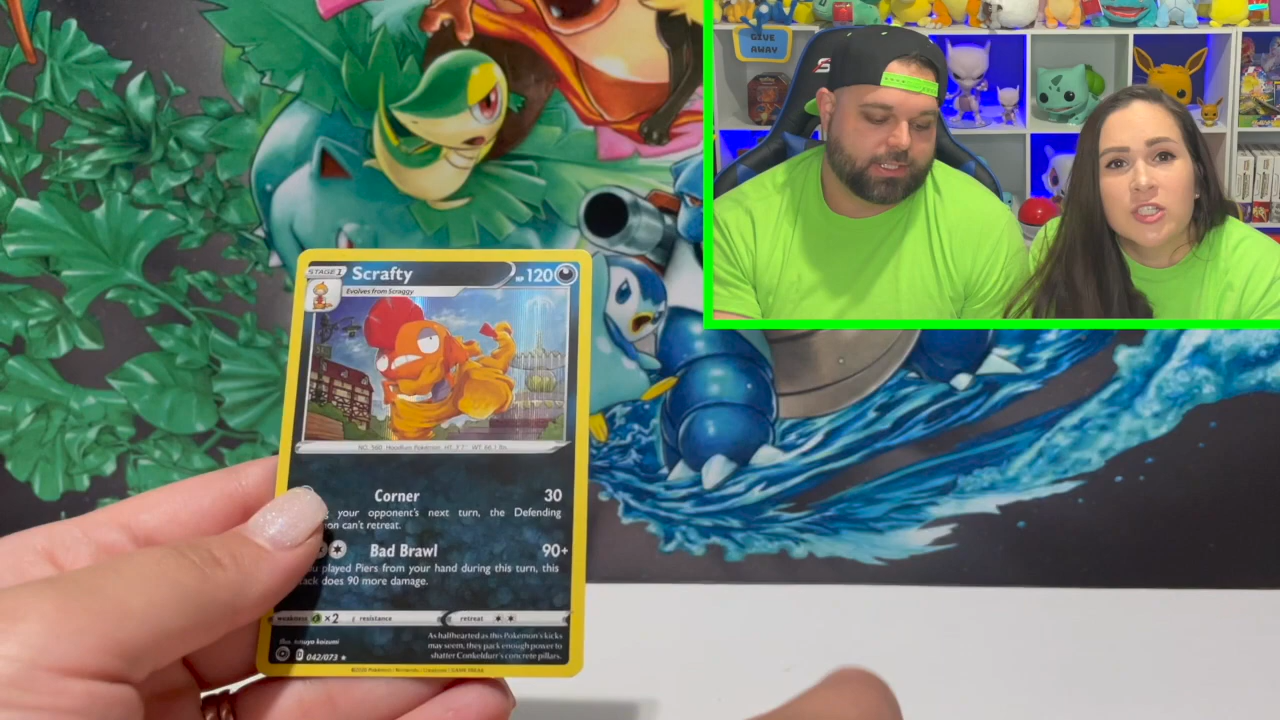 GIVE
AWAY
STAGE 1
Scrafty
HP 120
Evolves from Scraggy
NO. 560 Hoodlum Pokémon HT: 3'7" WT: 66.1 lbs.
Corner 30
your opponent's next turn, the Defending
can't retreat.
Bad Brawl 90+
played Piers from your hand during this turn, this
does 90 more damage.
weakness ×2 resistance retreat
As halfhearted as this Pokémon's kicks
may seem, they pack enough power to
shatter Conkeldurr's concrete pillars.
042/073